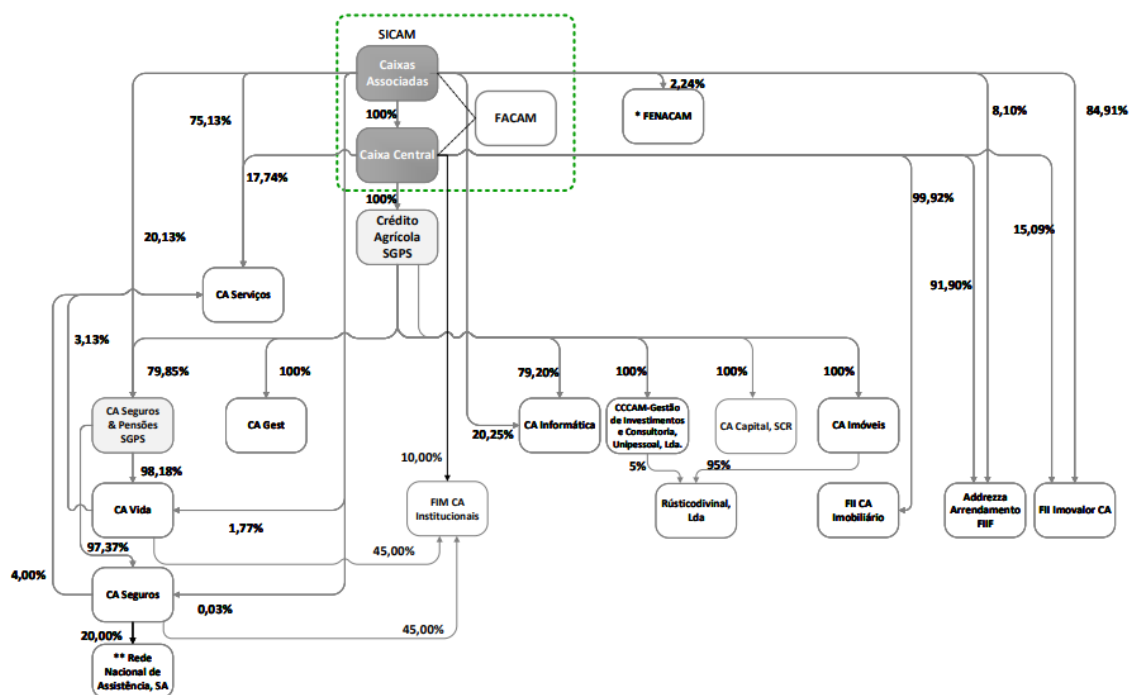 SICAM
Caixas
Associadas
2,24%
100%
FACAM
* FENACAM
8,10%
84,91%
75,13%
Caixa Central
17,74%
100%
99,92%
Crédito
Agrícola
SGPS
20,13%
15,09%
CA Serviços
91,90%
3,13%
79,85%
100%
79,20%
100%
100%
100%
CA Seguros
& Pensões
SGPS
CA Gest
CA Informática
CCCAM-Gestão
de Investimentos
e Consultoria,
Unipessoal, Lda.
CA Capital, SCR
CA Imóveis
20,25%
10,00%
5%
95%
98,18%
CA Vida
1,77%
FIM CA
Institucionais
Rústicodivinal,
Lda
FII CA
Imobiliário
Addrezza
Arrendamento
FIIF
FII Imovalor CA
97,37%
45,00%
4,00%
CA Seguros
0,03%
45,00%
20,00%
** Rede
Nacional de
Assistência, SA